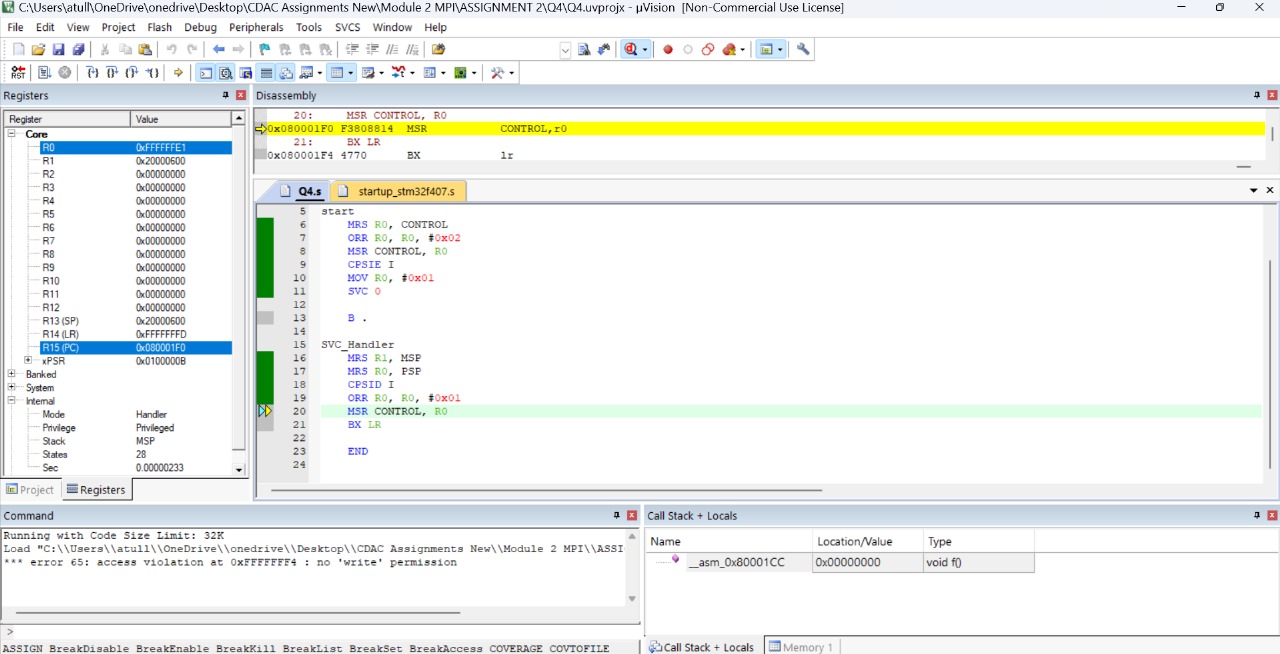 C:\Users\atull\OneDrive\onedrive\Desktop\CDAC Assignments New\Module 2 MPI\ASSIGNMENT 2\Q4\Q4.uvprojx - µVision [Non-Commercial Use License]
File Edit View Project Flash Debug Peripherals Tools SVCS Window Help
RST
Registers
Register Value
Core
R0 0xFFFFFFE1
R1 0x20000600
R2 0x00000000
R3 0x00000000
R4 0x00000000
R5 0x00000000
R6 0x00000000
R7 0x00000000
R8 0x00000000
R9 0x00000000
R10 0x00000000
R11 0x00000000
R12 0x00000000
R13 (SP) 0x20000600
R14 (LR) 0xFFFFFFFD
R15 (PC) 0x080001F0
xPSR 0x0100000B
Banked
System
Internal
Mode Handler
Privilege Privileged
Stack MSP
States 28
Sec 0.00000233
Project Registers
Disassembly
20: MSR CONTROL, R0
0x080001F0 F3808814 MSR CONTROL,r0
21: BX LR
0x080001F4 4770 BX lr
Q4.s startup_stm32f407.s
5 start
6 MRS R0, CONTROL
7 ORR R0, R0, #0x02
8 MSR CONTROL, R0
9 CPSIE I
10 MOV R0, #0x01
11 SVC 0
12
13 B .
14
15 SVC_Handler
16 MRS R1, MSP
17 MRS R0, PSP
18 CPSID I
19 ORR R0, R0, #0x01
20 MSR CONTROL, R0
21 BX LR
22
23 END
24
Command
Running with Code Size Limit: 32K
Load "C:\\Users\\atull\\OneDrive\\onedrive\\Desktop\\CDAC Assignments New\\Module 2 MPI\\ASSI
*** error 65: access violation at 0xFFFFFFF4 : no 'write' permission
>
ASSIGN BreakDisable BreakEnable BreakKill BreakList BreakSet BreakAccess COVERAGE COVTOFILE
Call Stack + Locals
Name Location/Value Type
__asm_0x80001CC 0x00000000 void f()
Call Stack + Locals Memory 1